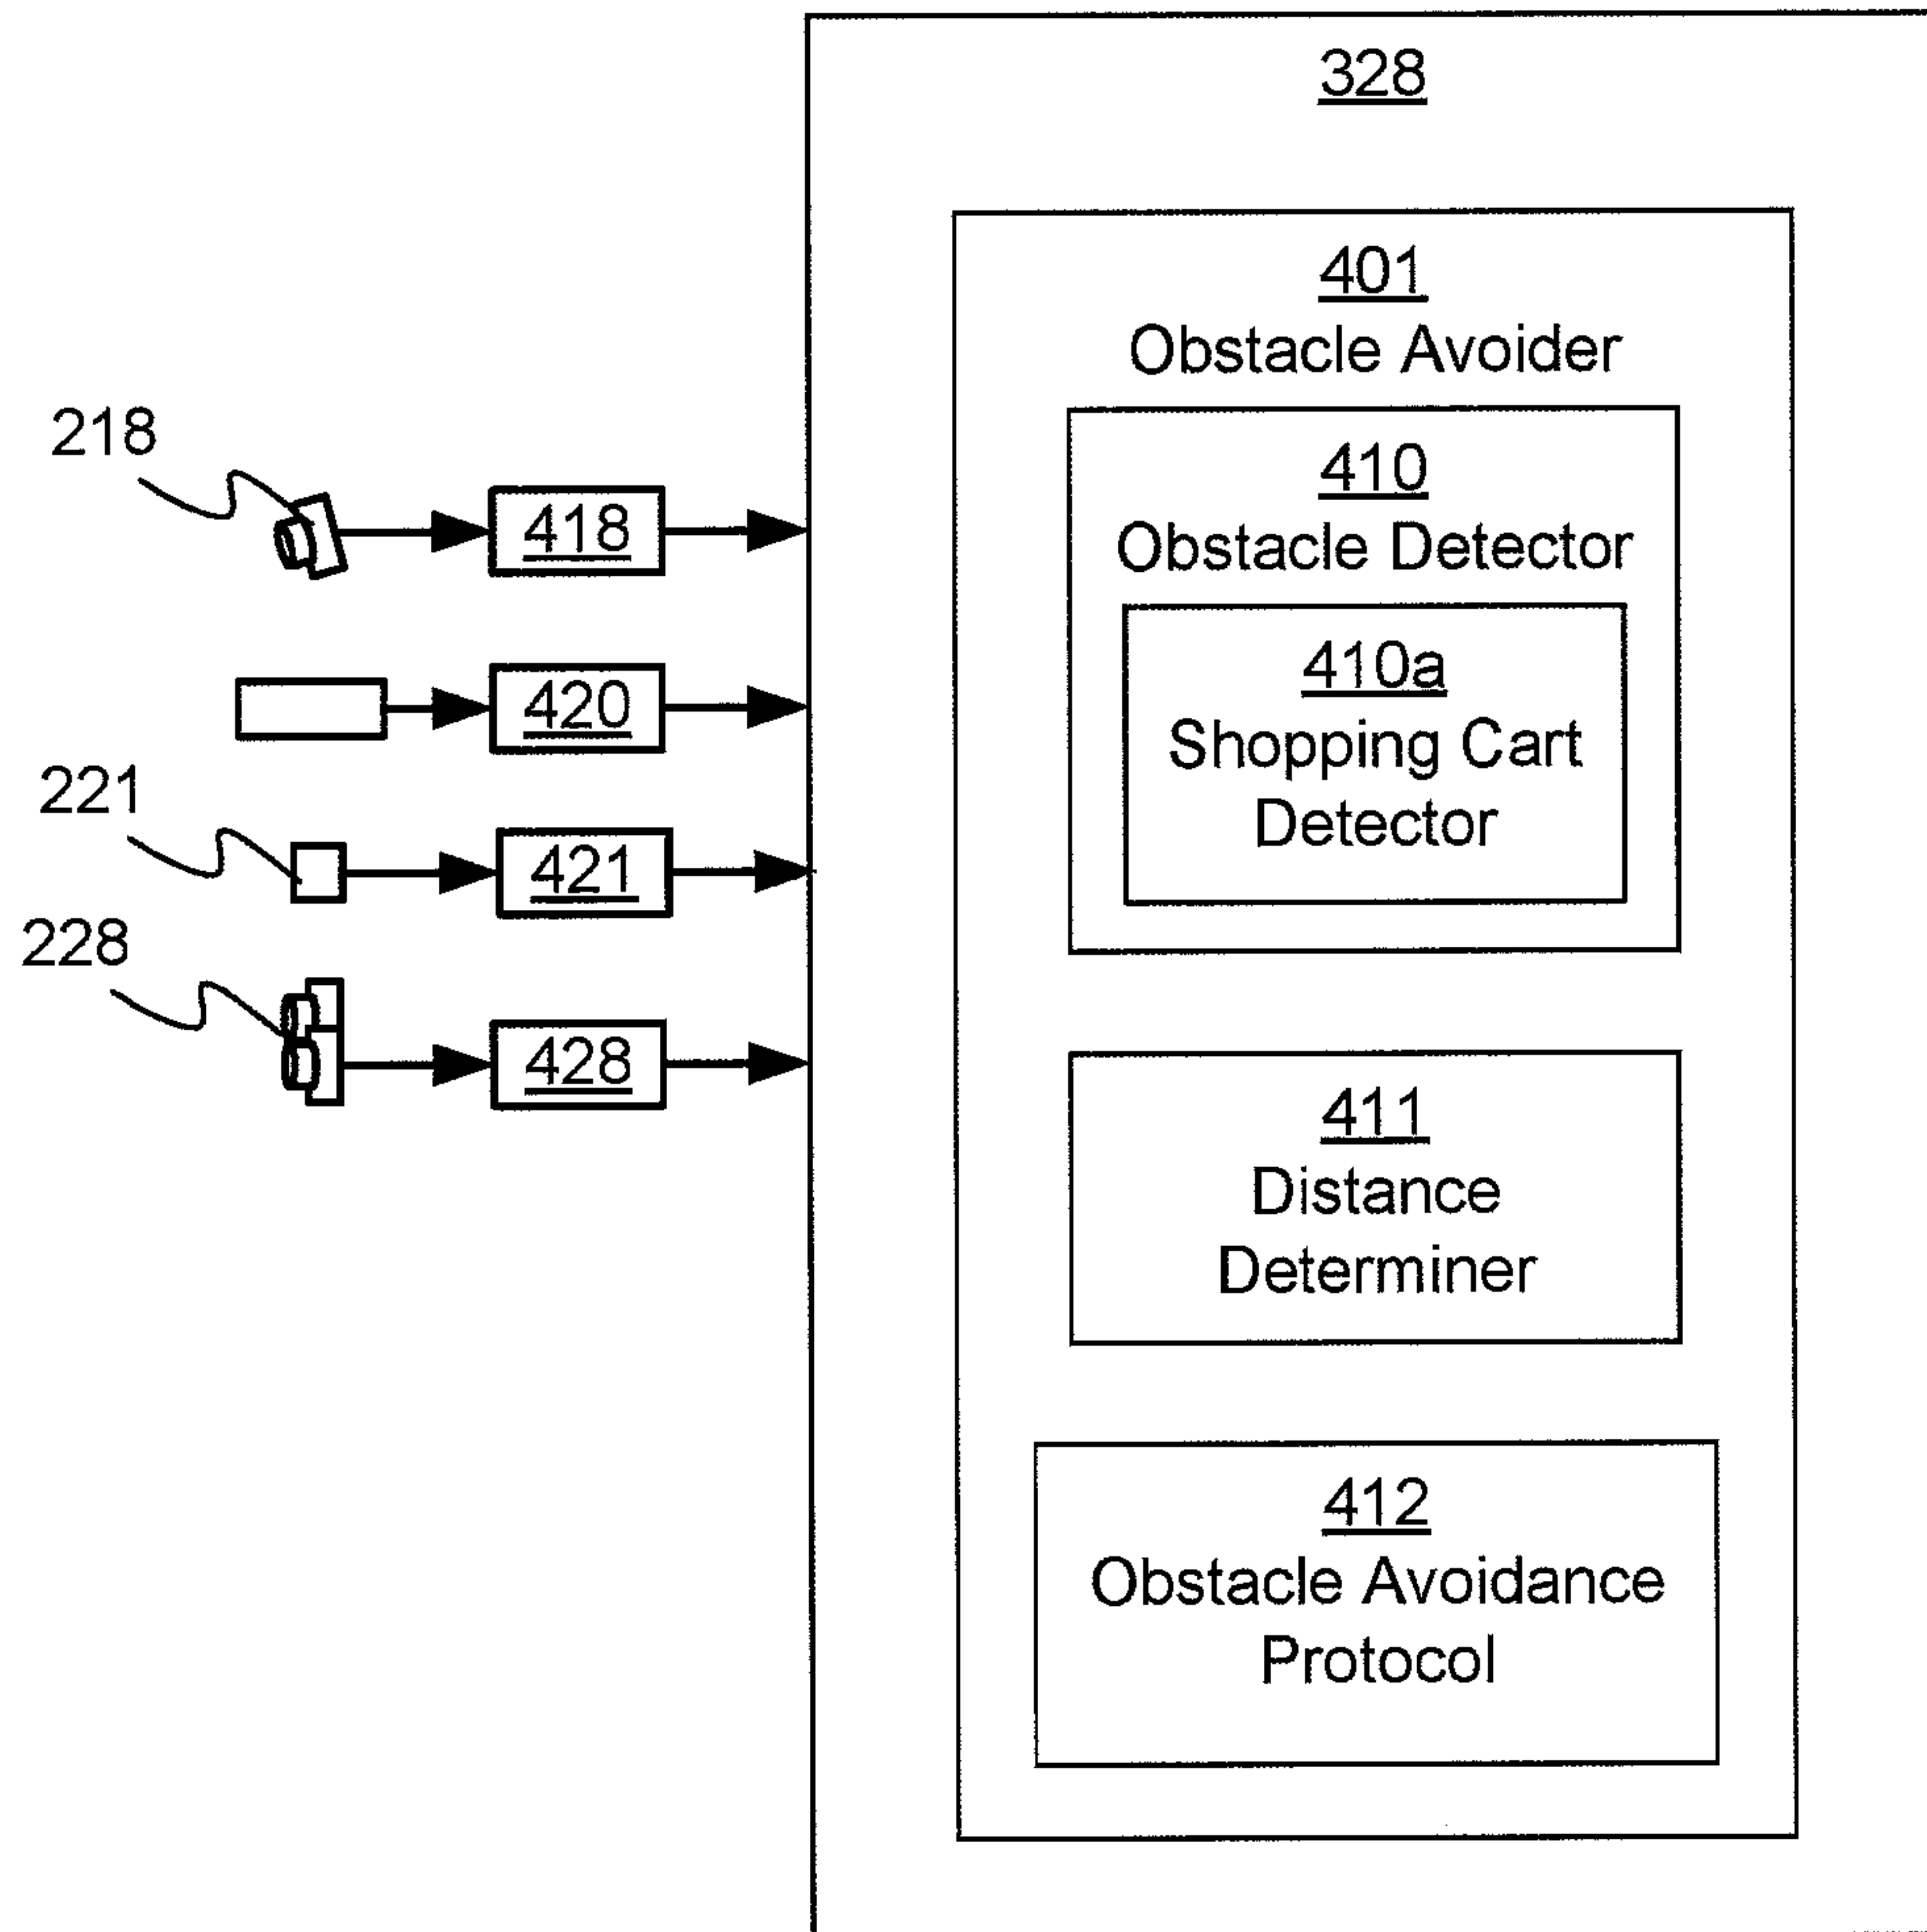 328
401
Obstacle Avoider
218
410
Obstacle Detector
418
410a
420
Shopping Cart
221
Detector
421
228
428
411
Distance
Determiner
412
Obstacle Avoidance
Protocol